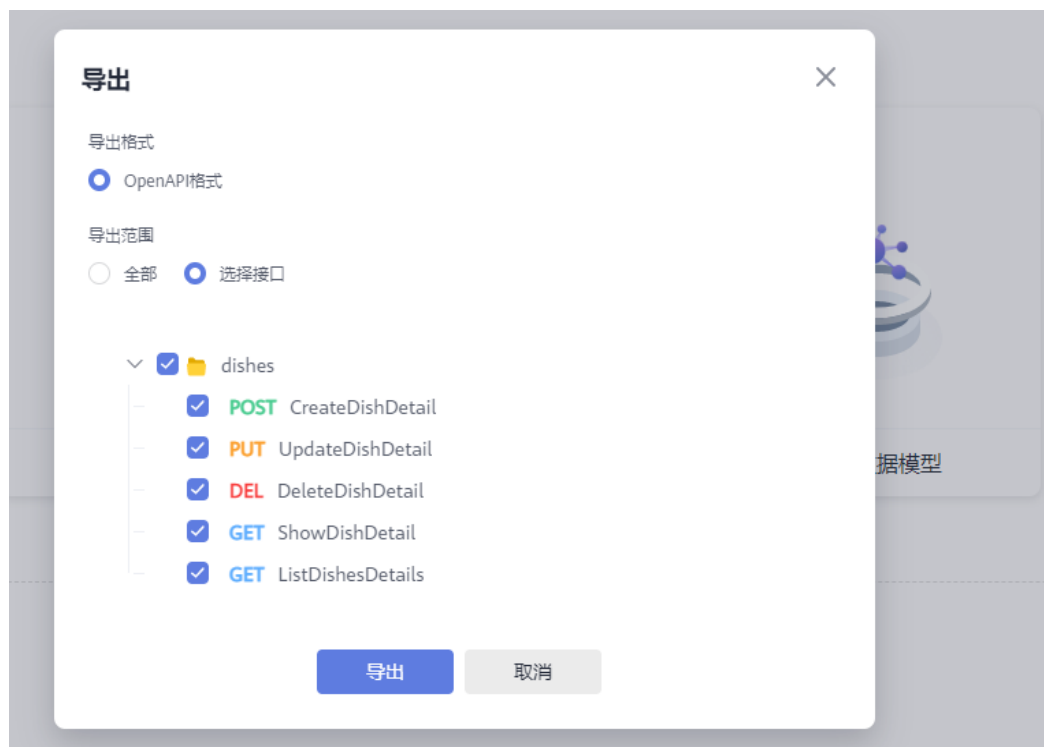 导出
导出格式
OpenAPI格式
导出范围
全部 选择接口
dishes
POST CreateDishDetail
PUT UpdateDishDetail
据模型
DEL DeleteDishDetail
GET ShowDishDetail
GET ListDishesDetails
导出 取消